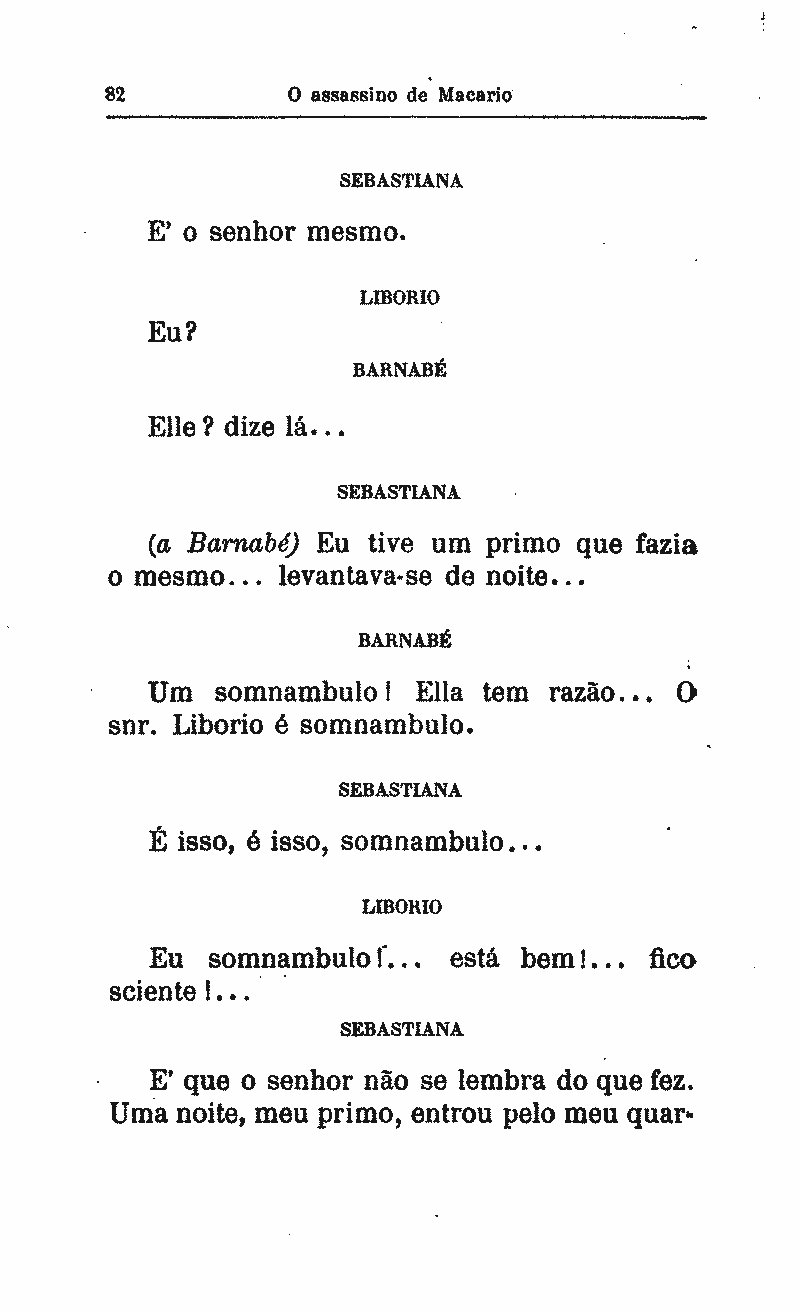 82 O assassino de Macario
SEBASTIANA
E' o senhor mesmo.
LIBORIO
Eu?
BARNABÉ
Elle? dize lá...
SEBASTIANA
(a Barnabé) Eu tive um primo que fazia
o mesmo... levantava-se de noite...
BARNABÉ
Um somnambulo! Ella tem razão... O
snr. Liborio é somnambulo.
SEBASTIANA
É isso, é isso, somnambulo...
LIBORIO
Eu somnambulo!... está bem!... fico
sciente!...
SEBASTIANA
E' que o senhor não se lembra do que fez.
Uma noite, meu primo, entrou pelo meu quar-